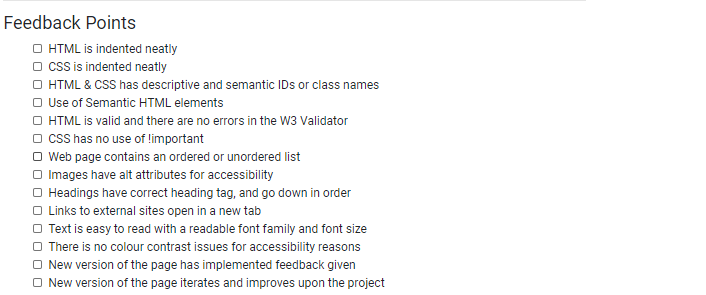 Feedback Points
HTML is indented neatly
CSS is indented neatly
HTML & CSS has descriptive and semantic IDs or class names
Use of Semantic HTML elements
HTML is valid and there are no errors in the W3 Validator
CSS has no use of !important
Web page contains an ordered or unordered list
Images have alt attributes for accessibility
Headings have correct heading tag, and go down in order
Links to external sites open in a new tab
Text is easy to read with a readable font family and font size
There is no colour contrast issues for accessibility reasons
New version of the page has implemented feedback given
New version of the page iterates and improves upon the project